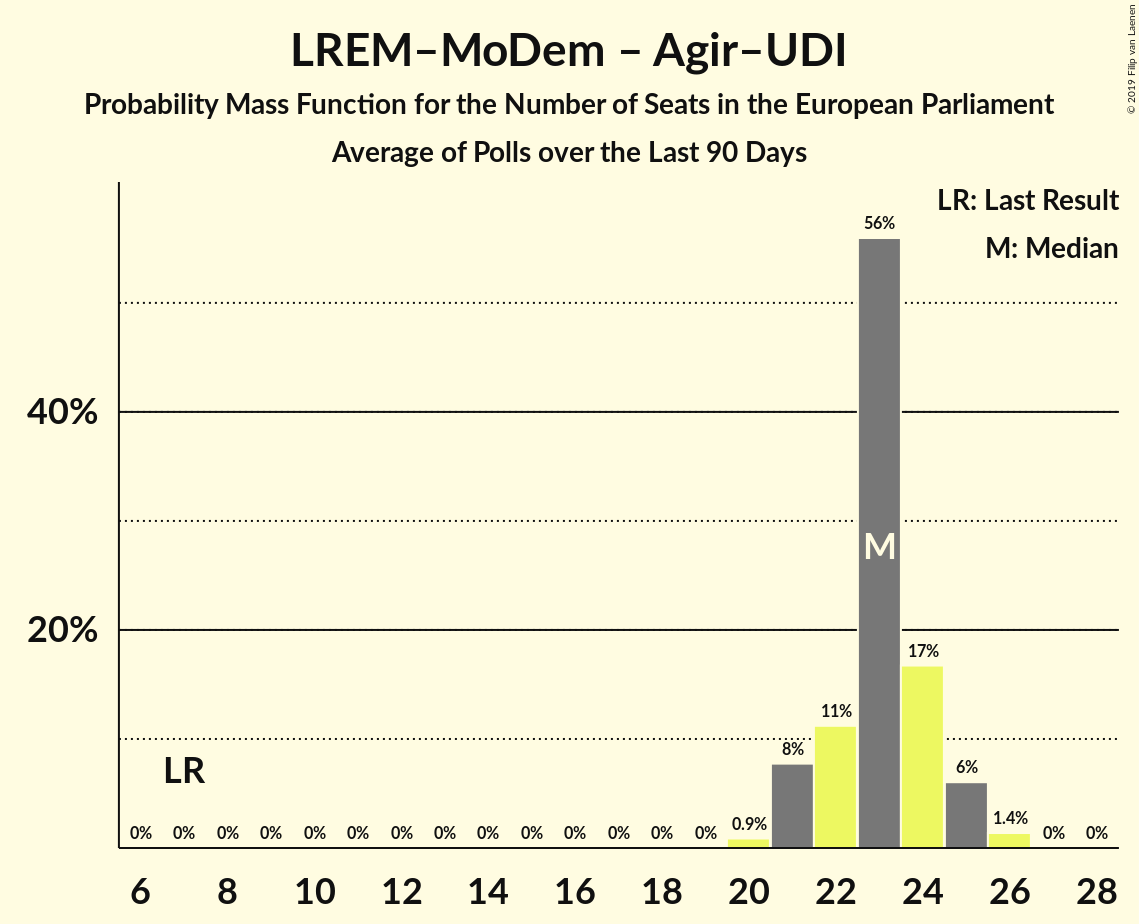 LREM–MoDem – Agir–UDI
Probability Mass Function for the Number of Seats in the European Parliament
Average of Polls over the Last 90 Days
© 2019 Filip van Laenen
LR: Last Result
M: Median
56%
40%
M
20%
17%
11%
8%
6%
LR
0% 0% 0% 0% 0% 0% 0% 0% 0% 0% 0% 0% 0% 0% 0.9% 1.4% 0% 0%
6 8 10 12 14 16 18 20 22 24 26 28